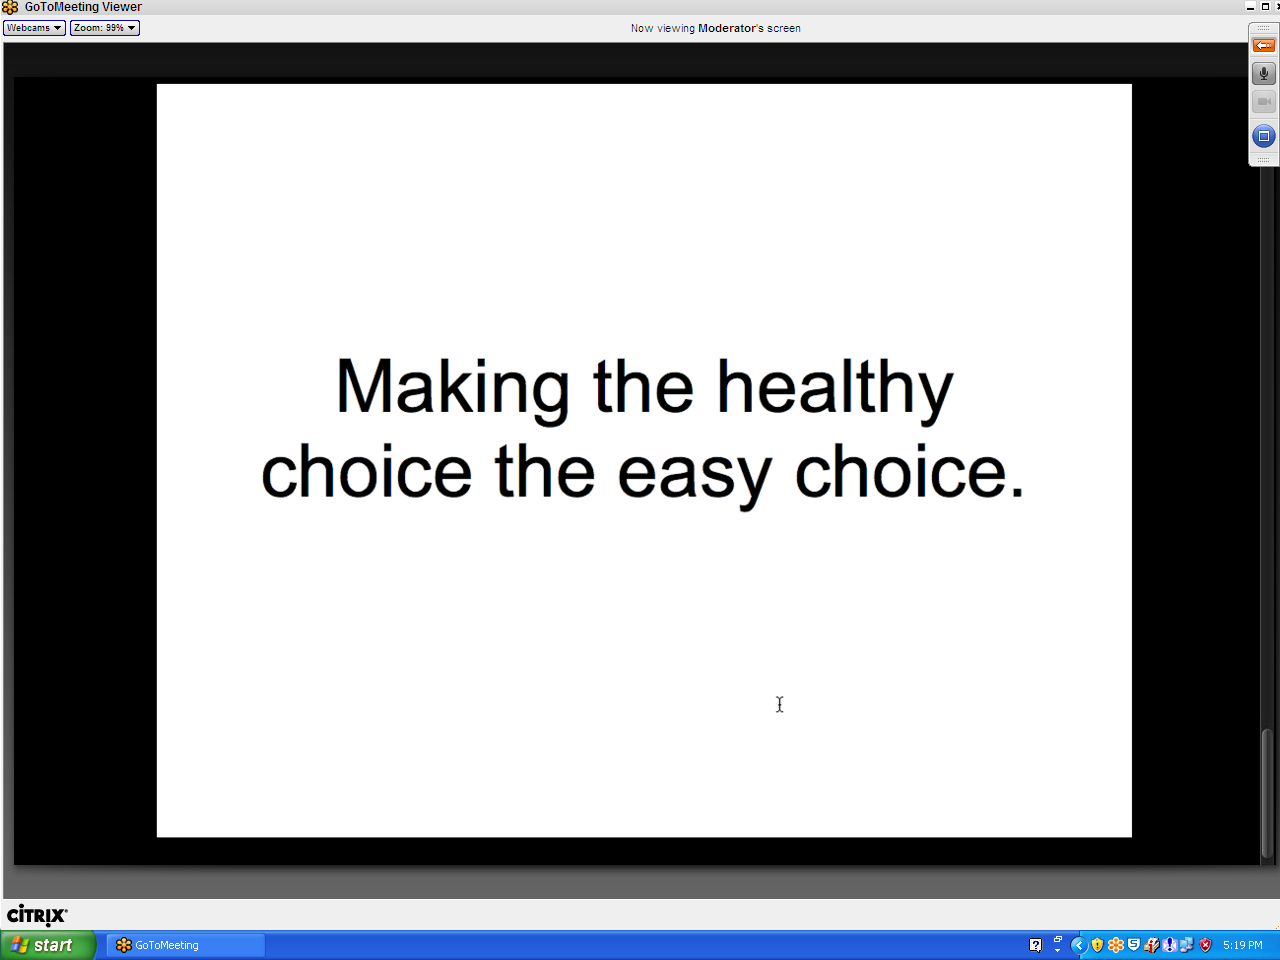 GoToMeeting Viewer
Webcams Zoom: 99% Now viewing Moderator's screen
Making the healthy
choice the easy choice.
CITRIX
start GoToMeeting 5:19 PM